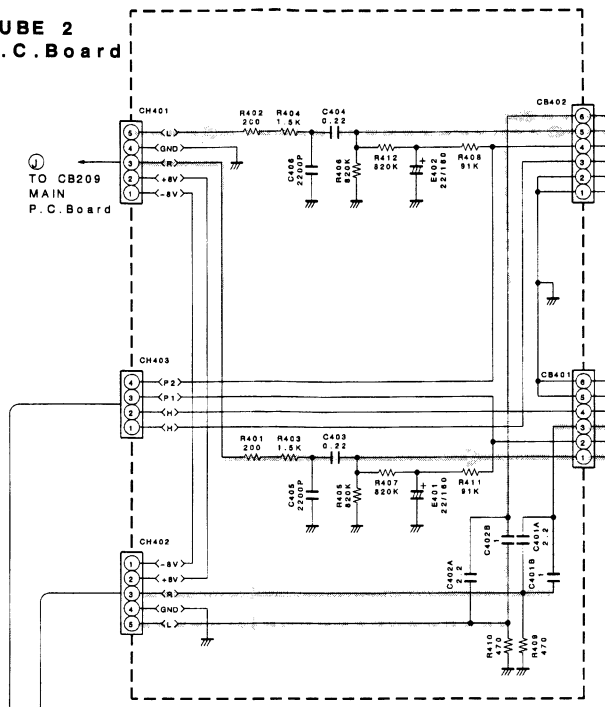 UBE 2
.C.Board
CH401
5 <L>
4 <GND>
3 <R>
2 <+8V>
1 <-8V>
J
TO CB209
MAIN
P.C.Board
R402
200
R404
1.5K
C404
0.22
C406
2200P
R406
820K
R412
820K
E402
22/160
R408
91K
CB402
6
5
4
3
2
1
CH403
4 <P2>
3 <P1>
2 <H>
1 <H>
CB401
6
5
4
3
2
1
R401
200
R403
1.5K
C403
0.22
C405
2200P
R405
820K
R407
820K
E401
22/160
R411
91K
CH402
1 <-8V>
2 <+8V>
3 <R>
4 <GND>
5 <L>
C402A
2.2
C402B
1
C401A
2.2
C401B
1
R410
470
R409
470